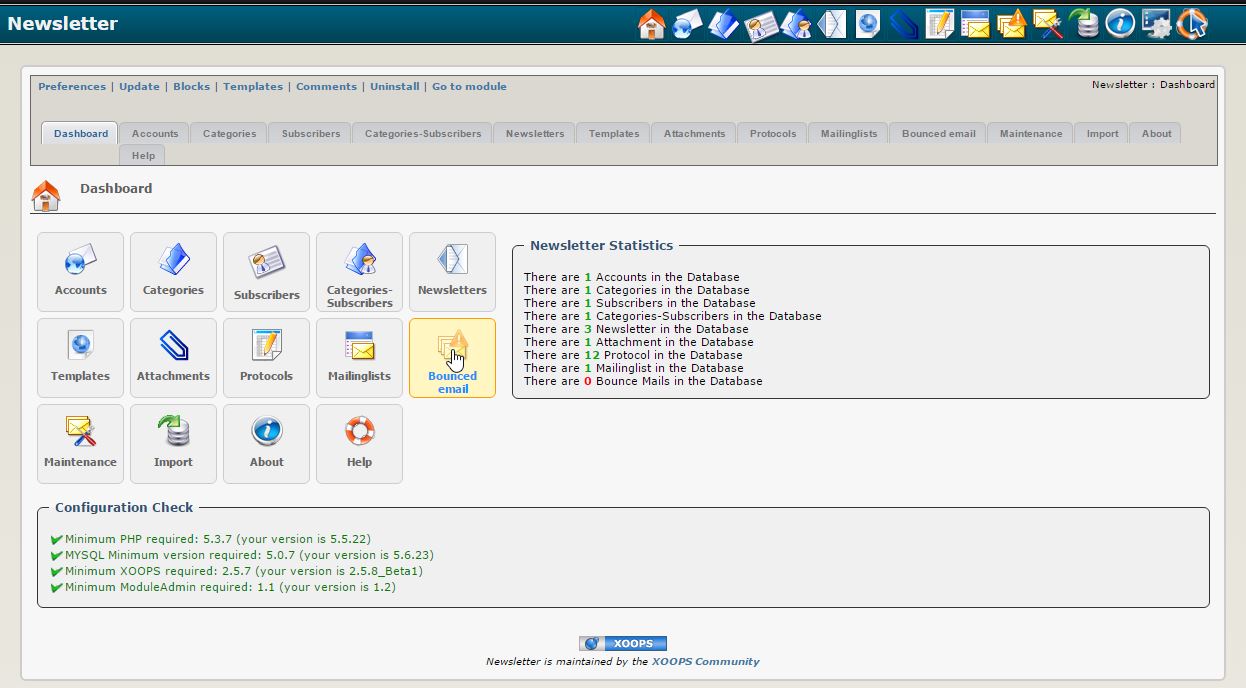 Newsletter
Preferences | Update | Blocks | Templates | Comments | Uninstall | Go to module
Newsletter : Dashboard
Dashboard Accounts Categories Subscribers Categories-Subscribers Newsletters Templates Attachments Protocols Mailinglists Bounced email Maintenance Import About
Help
Dashboard
Accounts
Categories
Subscribers
Categories-
Subscribers
Newsletters
Templates
Attachments
Protocols
Mailinglists
Bounced
email
Maintenance
Import
About
Help
Newsletter Statistics
There are 1 Accounts in the Database
There are 1 Categories in the Database
There are 1 Subscribers in the Database
There are 1 Categories-Subscribers in the Database
There are 3 Newsletter in the Database
There are 1 Attachment in the Database
There are 12 Protocol in the Database
There are 1 Mailinglist in the Database
There are 0 Bounce Mails in the Database
Configuration Check
Minimum PHP required: 5.3.7 (your version is 5.5.22)
MYSQL Minimum version required: 5.0.7 (your version is 5.6.23)
Minimum XOOPS required: 2.5.7 (your version is 2.5.8_Beta1)
Minimum ModuleAdmin required: 1.1 (your version is 1.2)
XOOPS
Newsletter is maintained by the XOOPS Community